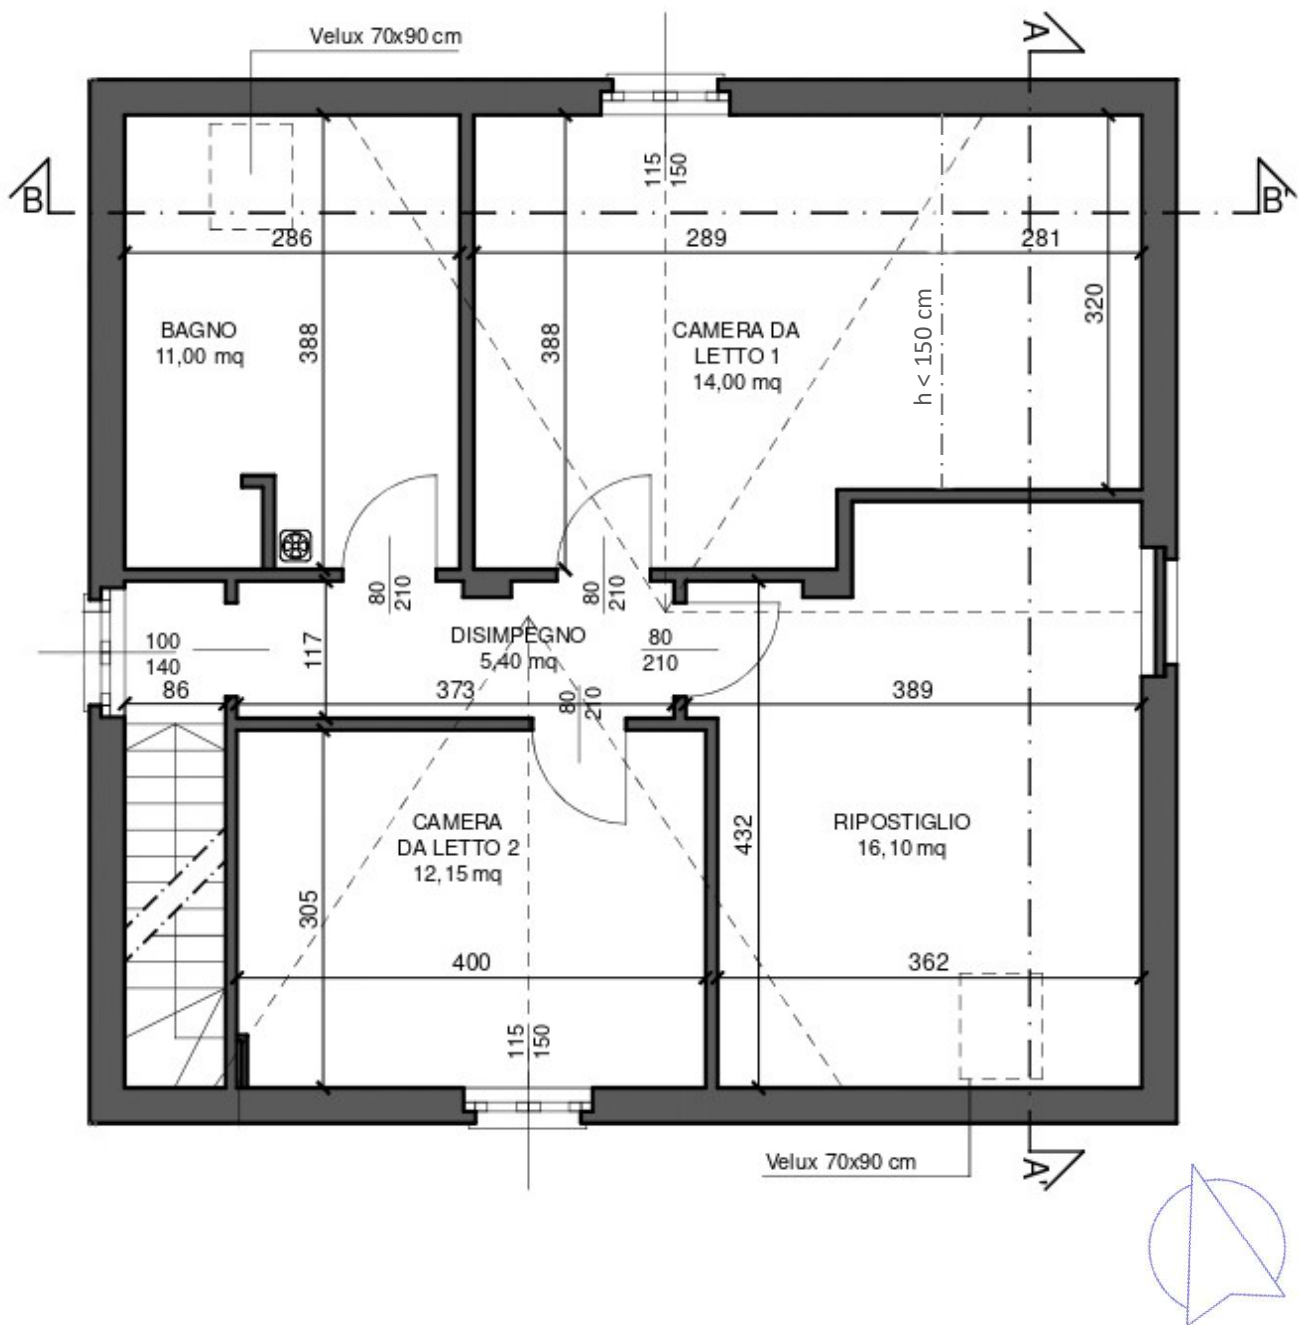 Velux 70x90 cm
A
B
B'
115
150
286
289
281
320
h < 150 cm
BAGNO
11,00 mq
388
388
CAMERA DA
LETTO 1
14,00 mq
80
210
80
210
100
140
117
DISIMPEGNO
5,40 mq
80
210
86
373
80
210
389
CAMERA
DA LETTO 2
12,15 mq
432
RIPOSTIGLIO
16,10 mq
305
400
362
115
150
Velux 70x90 cm
A'